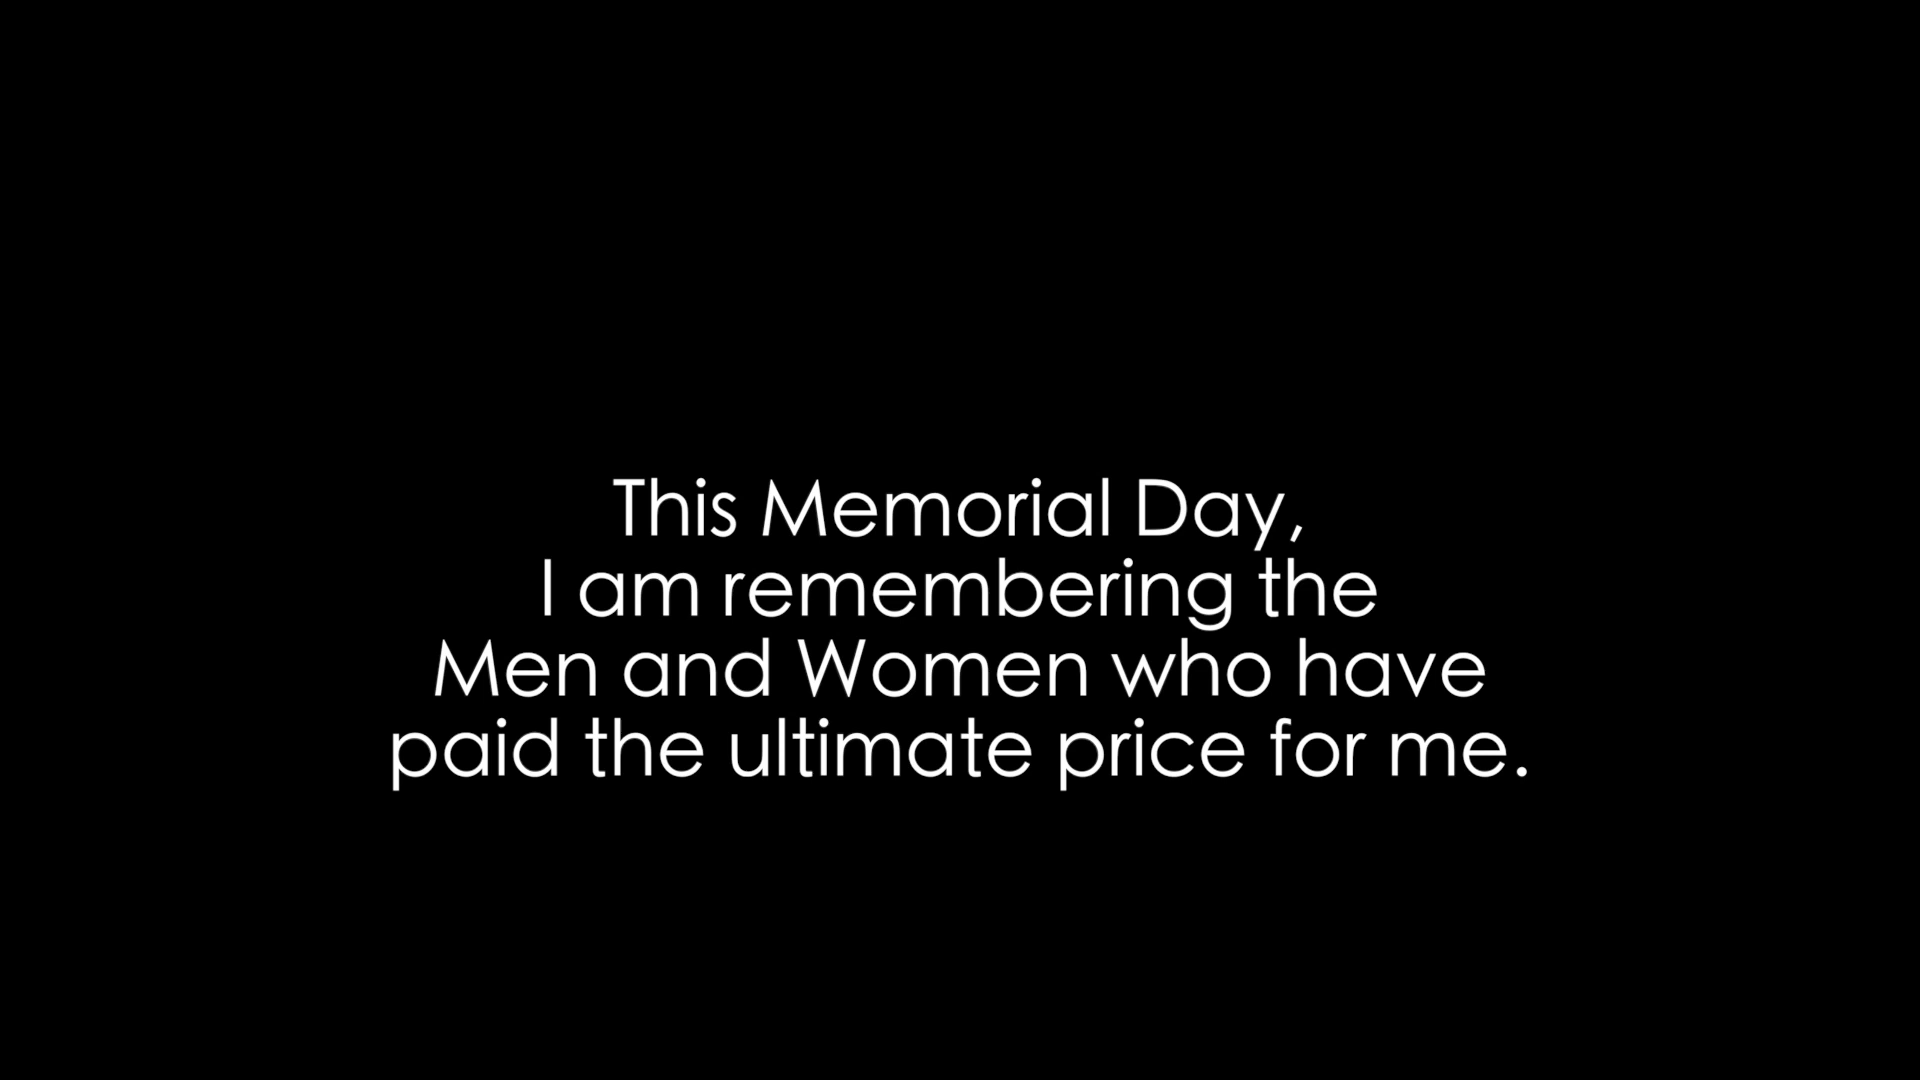 This Memorial Day,
I am remembering the
Men and Women who have
paid the ultimate price for me.